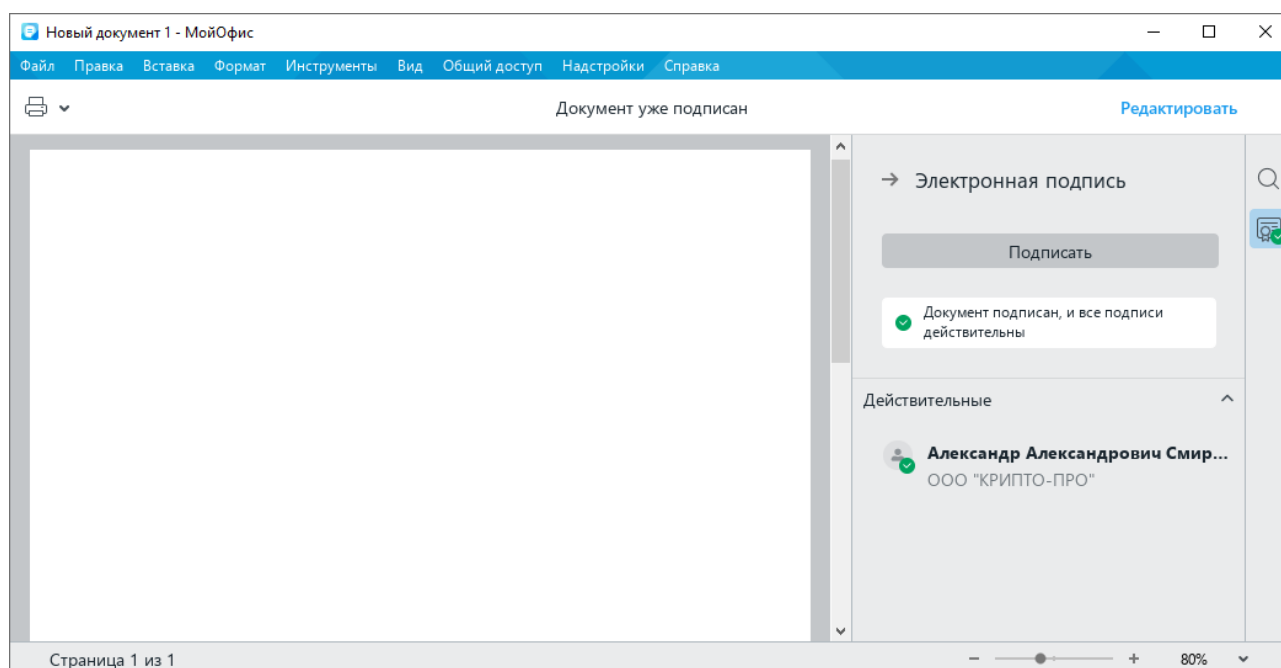 Новый документ 1 - МойОфис
Файл Правка Вставка Формат Инструменты Вид Общий доступ Надстройки Справка
Документ уже подписан
Редактировать
Электронная подпись
Подписать
Документ подписан, и все подписи
действительны
Действительные
Александр Александрович Смир...
ООО "КРИПТО-ПРО"
Страница 1 из 1
80%